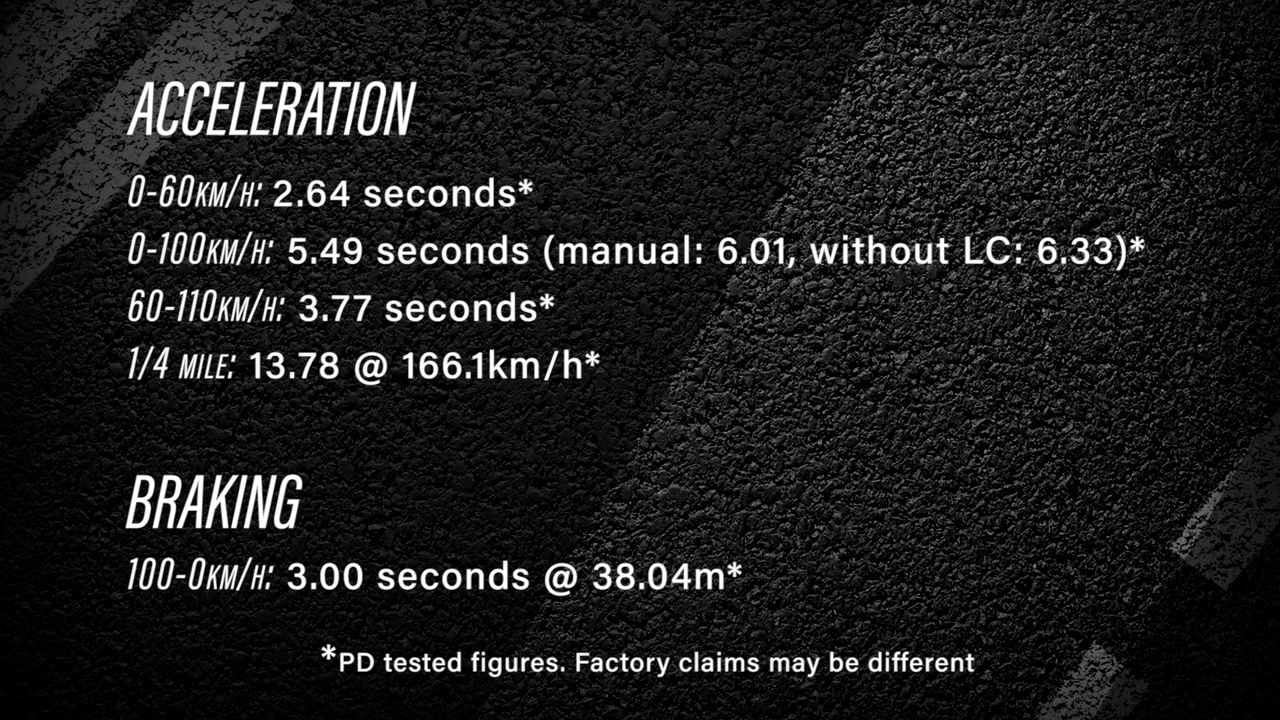 ACCELERATION
0-60KM/H: 2.64 seconds*
0-100KM/H: 5.49 seconds (manual: 6.01, without LC: 6.33)*
60-110KM/H: 3.77 seconds*
1/4 MILE: 13.78 @ 166.1km/h*
BRAKING
100-0KM/H: 3.00 seconds @ 38.04m*
*PD tested figures. Factory claims may be different